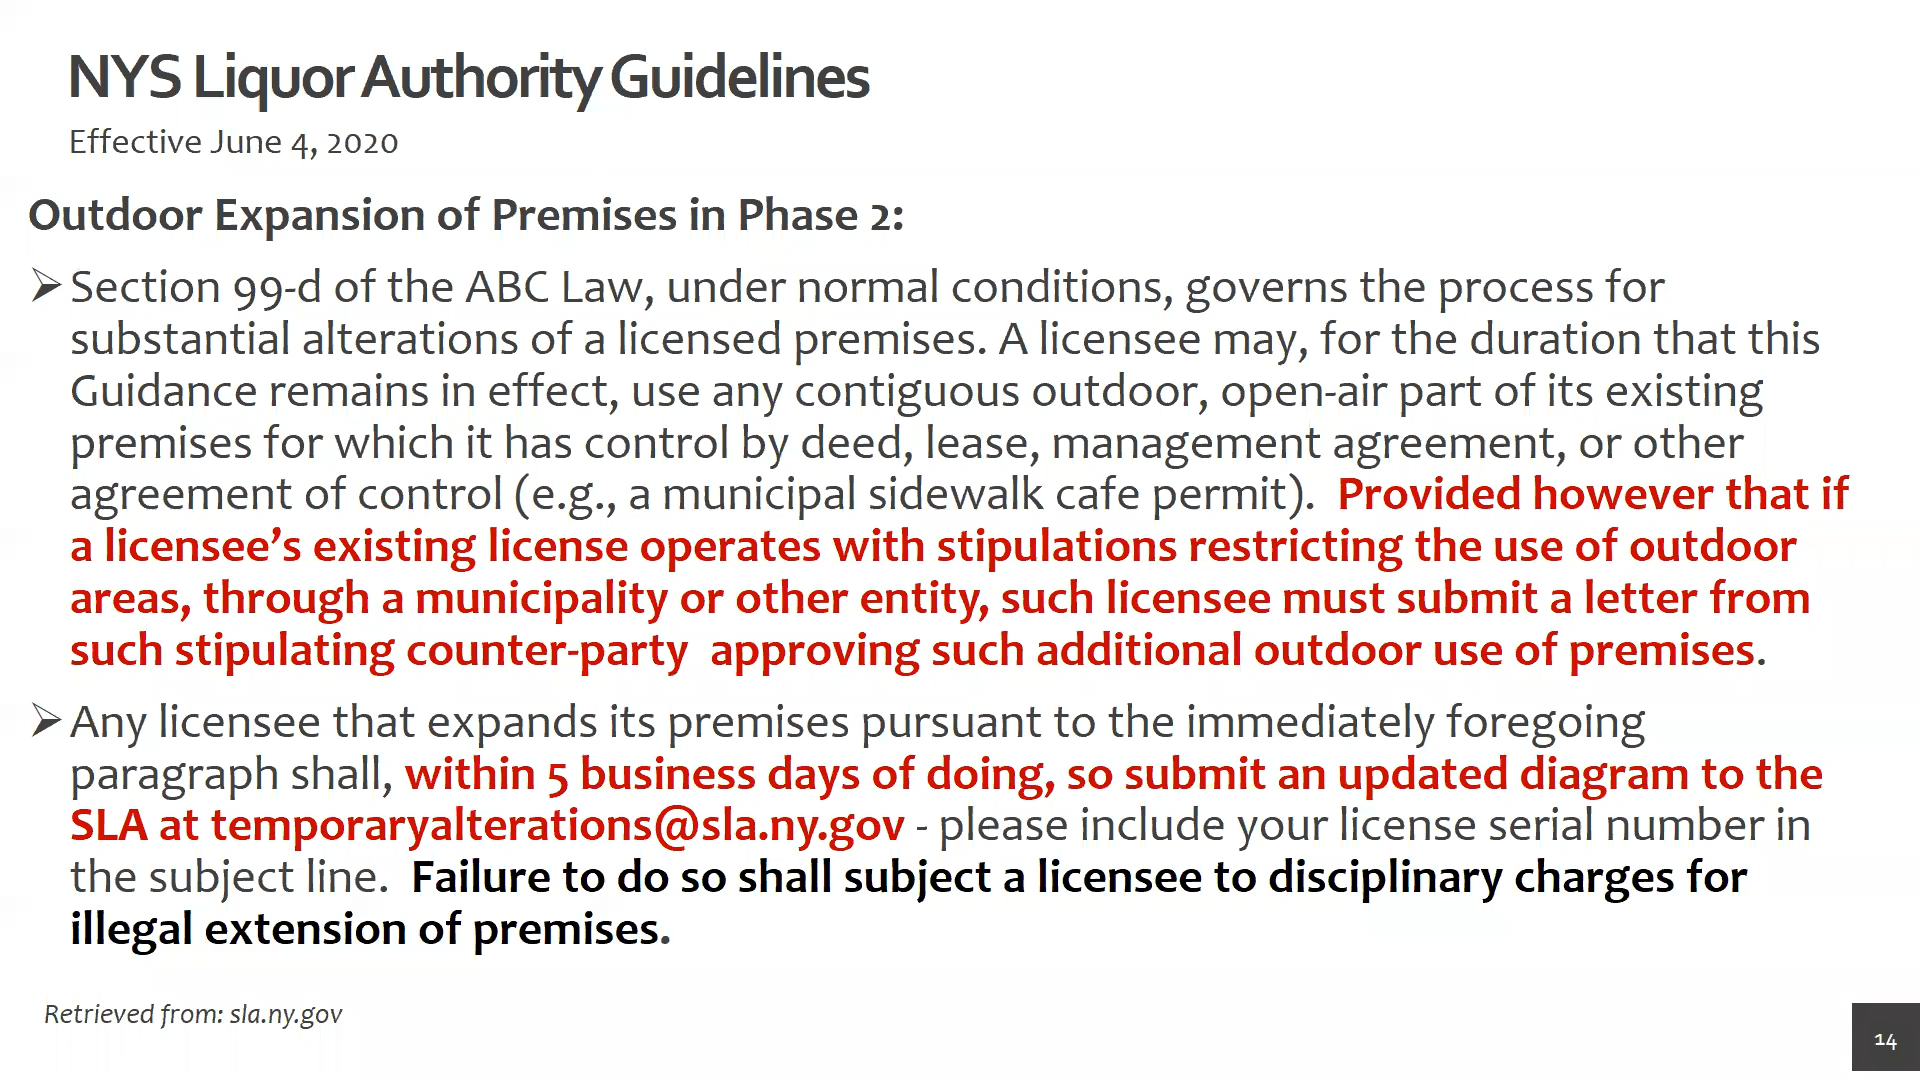 NYS Liquor Authority Guidelines
Effective June 4, 2020
Outdoor Expansion of Premises in Phase 2:
➢Section 99-d of the ABC Law, under normal conditions, governs the process for
substantial alterations of a licensed premises. A licensee may, for the duration that this
Guidance remains in effect, use any contiguous outdoor, open-air part of its existing
premises for which it has control by deed, lease, management agreement, or other
agreement of control (e.g., a municipal sidewalk cafe permit). Provided however that if
a licensee’s existing license operates with stipulations restricting the use of outdoor
areas, through a municipality or other entity, such licensee must submit a letter from
such stipulating counter-party approving such additional outdoor use of premises.
➢Any licensee that expands its premises pursuant to the immediately foregoing
paragraph shall, within 5 business days of doing, so submit an updated diagram to the
SLA at temporaryalterations@sla.ny.gov - please include your license serial number in
the subject line. Failure to do so shall subject a licensee to disciplinary charges for
illegal extension of premises.
Retrieved from: sla.ny.gov
14